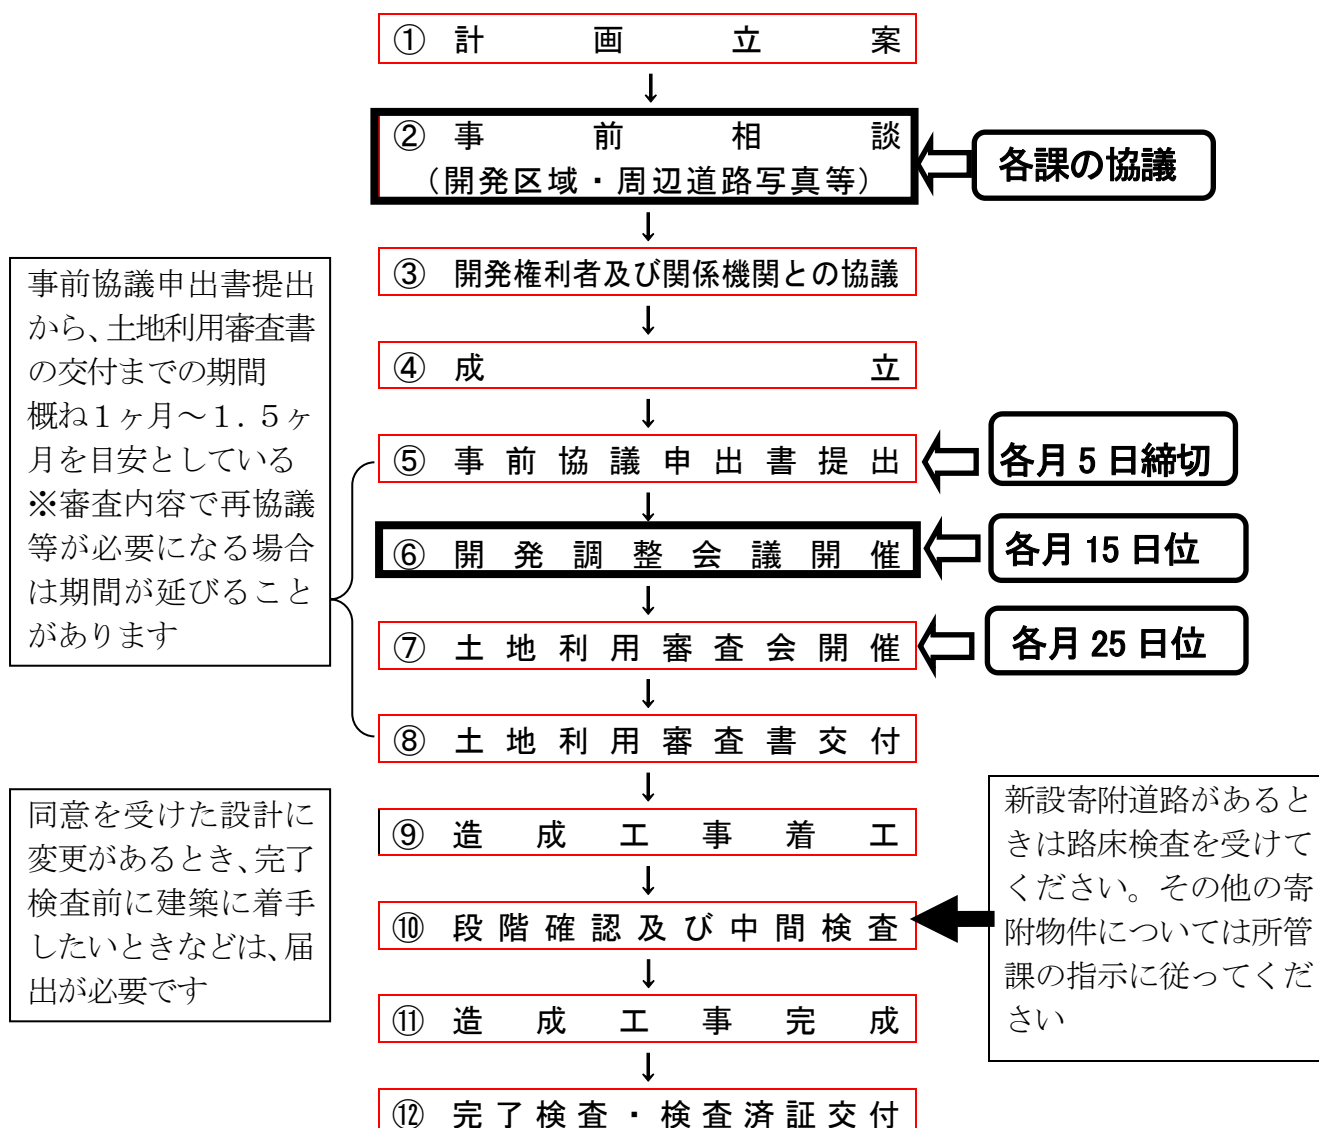 ① 計画立案
↓
② 事前相談
（開発区域・周辺道路写真等）
各課の協議
↓
③ 開発権利者及び関係機関との協議
↓
④ 成立
↓
事前協議申出書提出
から、土地利用審査書
の交付までの期間
概ね１ヶ月～１．５ヶ
月を目安としている
※審査内容で再協議
等が必要になる場合
は期間が延びること
があります
⑤ 事前協議申出書提出
各月 5 日締切
↓
⑥ 開発調整会議開催
各月 15 日位
↓
⑦ 土地利用審査会開催
各月 25 日位
↓
⑧ 土地利用審査書交付
↓
同意を受けた設計に
変更があるとき、完了
検査前に建築に着手
したいときなどは、届
出が必要です
⑨ 造成工事着工
↓
⑩ 段階確認及び中間検査
新設寄附道路があると
きは路床検査を受けて
ください。その他の寄
附物件については所管
課の指示に従ってくだ
さい
↓
⑪ 造成工事完成
↓
⑫ 完了検査・検査済証交付